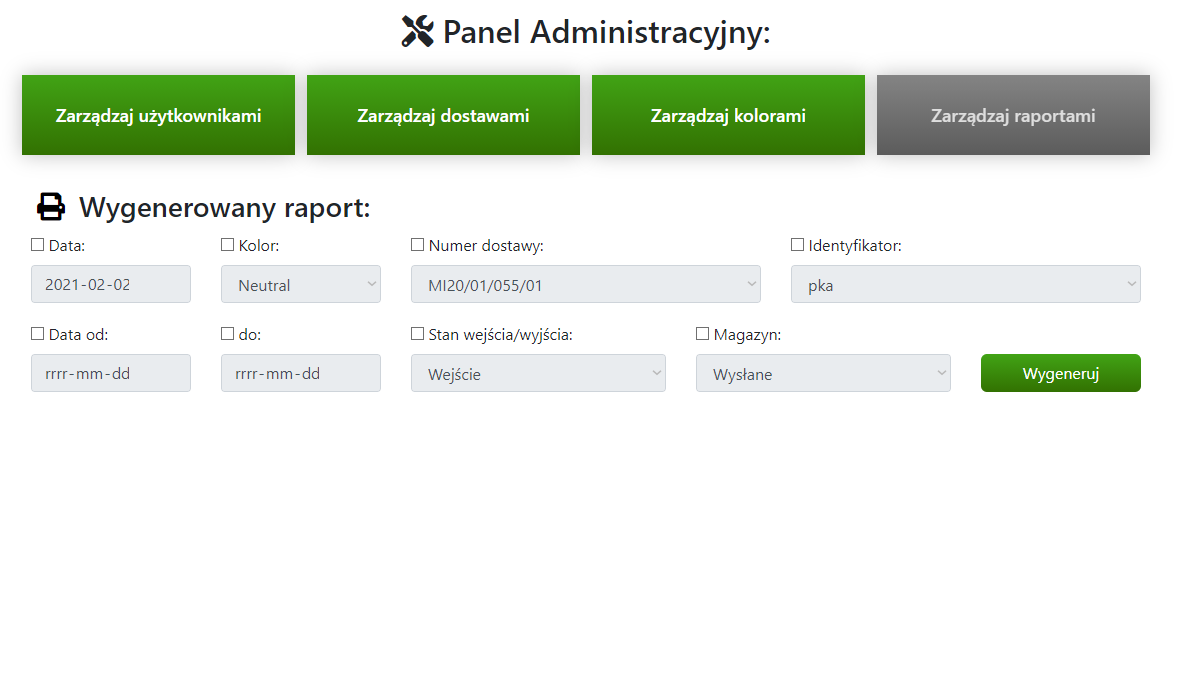 Panel Administracyjny:
Zarządzaj użytkownikami Zarządzaj dostawami Zarządzaj kolorami Zarządzaj raportami
Wygenerowany raport:
Data: Kolor: Numer dostawy: Identyfikator:
2021-02-02 Neutral MI20/01/055/01 pka
Data od: do: Stan wejścia/wyjścia: Magazyn:
rrrr-mm-dd rrrr-mm-dd Wejście Wysłane Wygeneruj